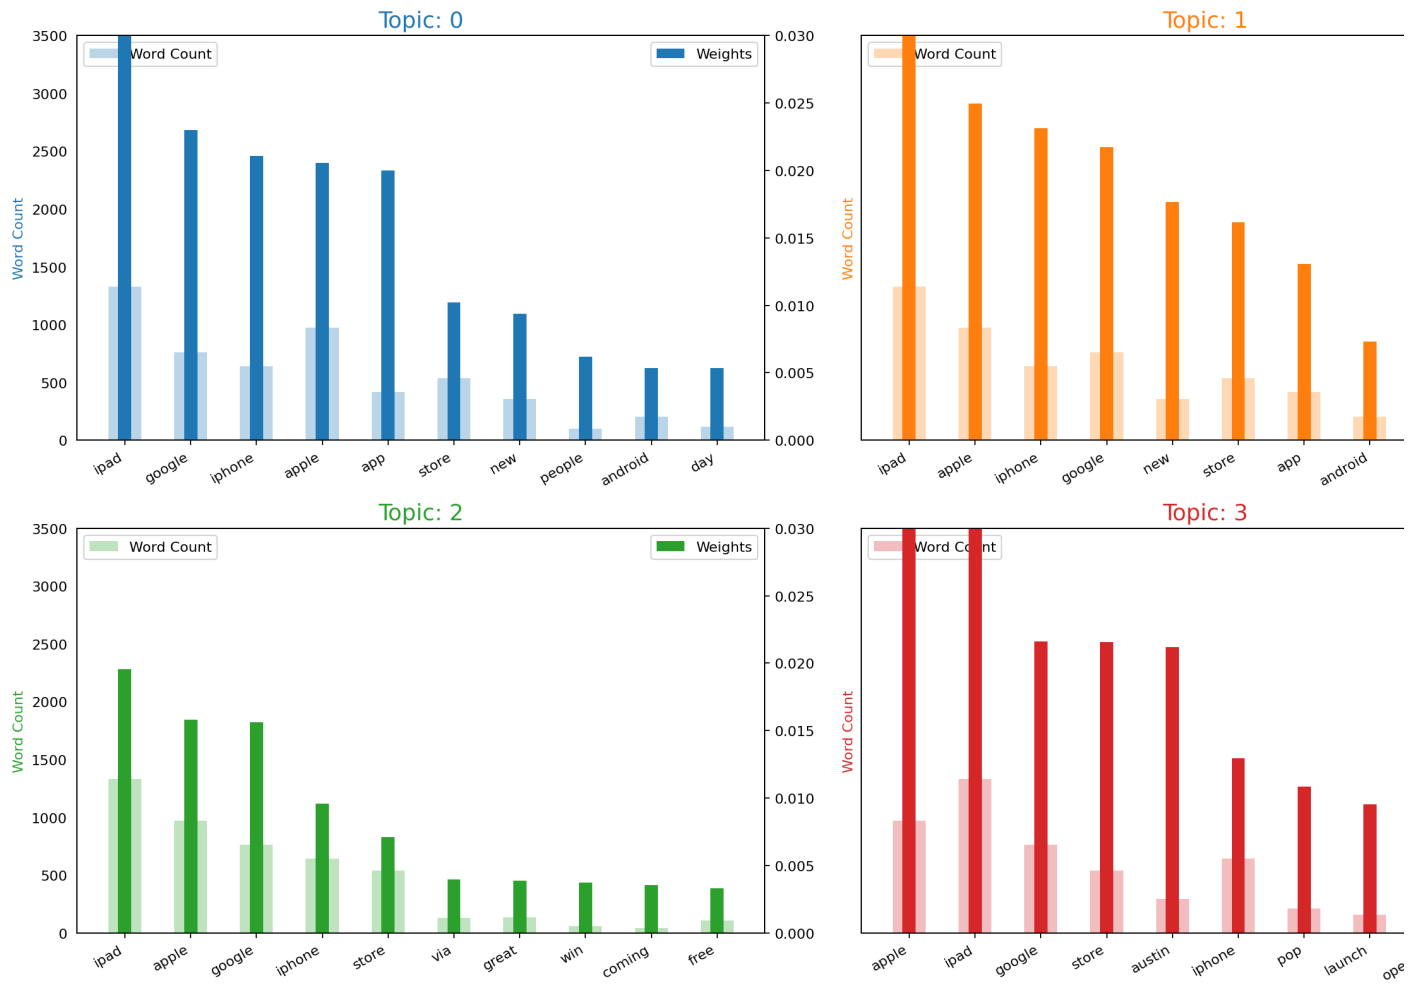 Topic: 0
Word Count
Weights
3500
3000
2500
2000
1500
1000
500
0
Word Count
0.030
0.025
0.020
0.015
0.010
0.005
0.000
ipad
google
iphone
apple
app
store
new
people
android
day
Topic: 1
Word Count
Word Count
ipad
apple
iphone
google
new
store
app
android
Topic: 2
Word Count
Weights
3500
3000
2500
2000
1500
1000
500
0
Word Count
0.030
0.025
0.020
0.015
0.010
0.005
0.000
ipad
apple
google
iphone
store
via
great
win
coming
free
Topic: 3
Word Count
Word Count
apple
ipad
google
store
austin
iphone
pop
launch
ope